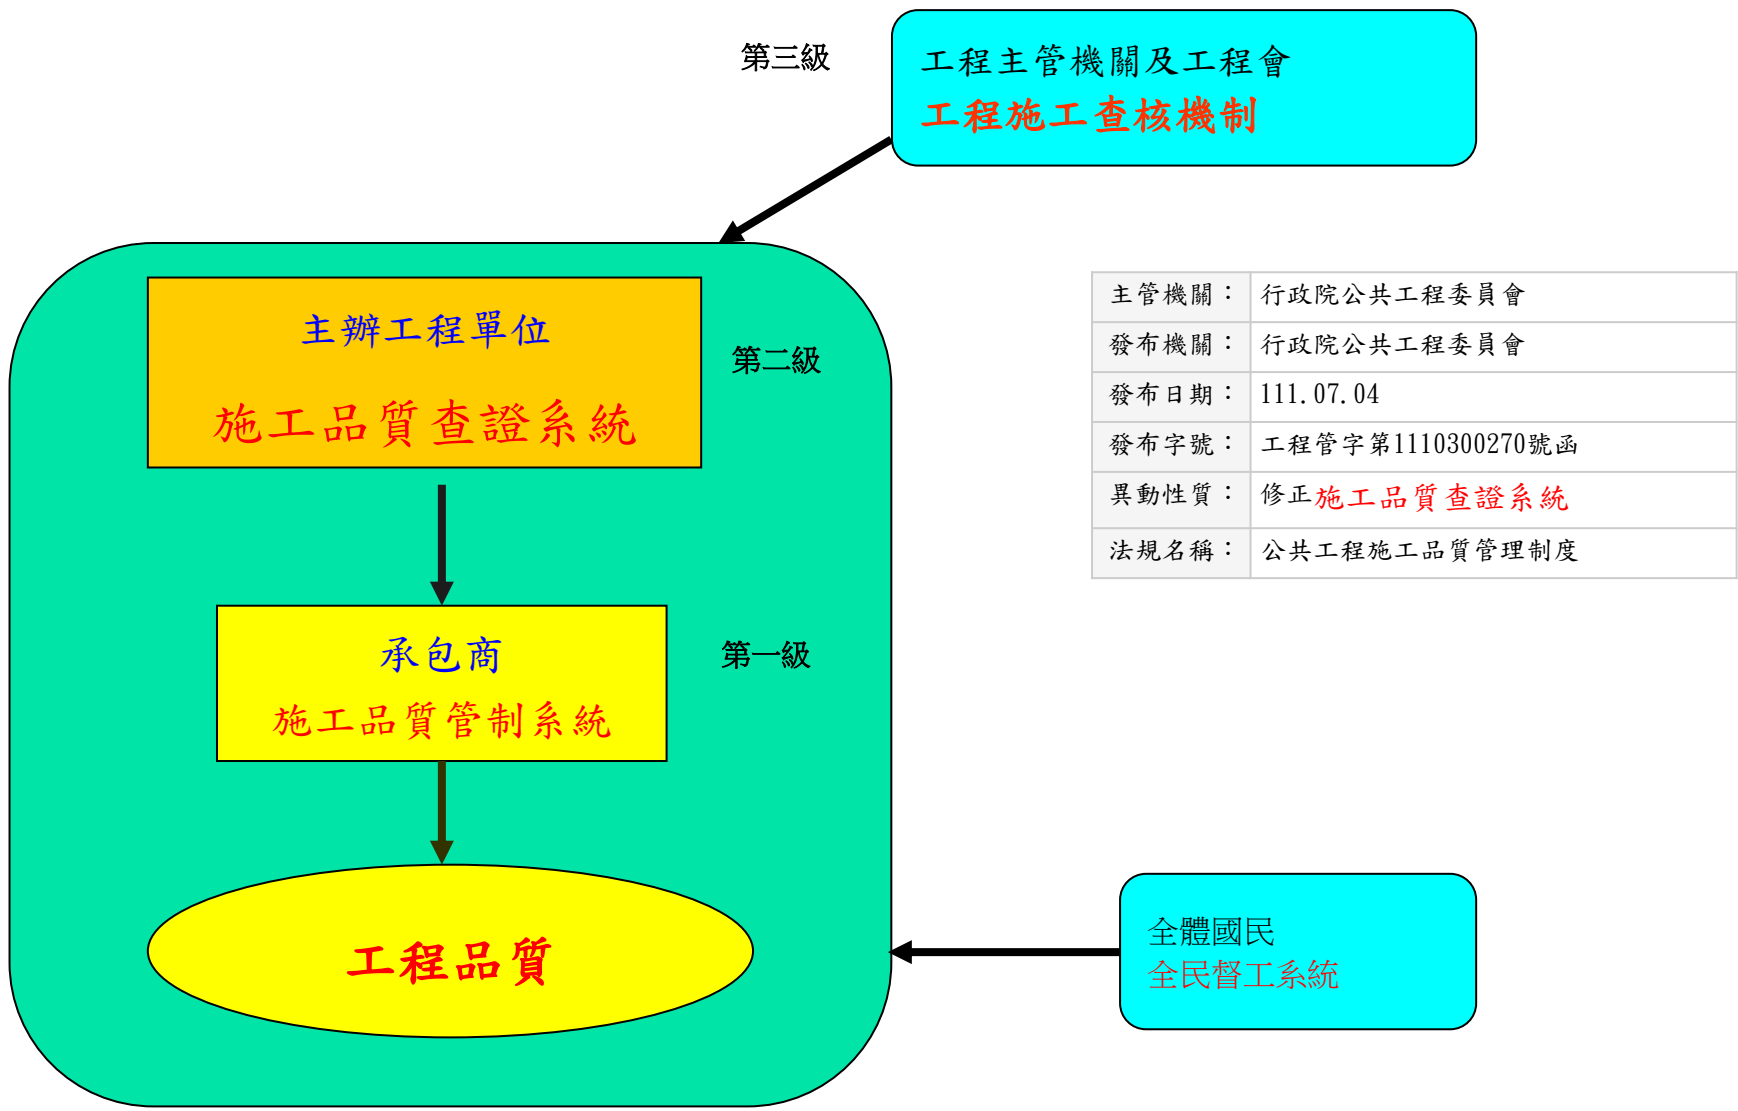 第三級
工程主管機關及工程會
工程施工查核機制
主辦工程單位
施工品質查證系統
第二級
主管機關： 行政院公共工程委員會
發布機關： 行政院公共工程委員會
發布日期： 111.07.04
發布字號： 工程管字第1110300270號函
異動性質： 修正施工品質查證系統
法規名稱： 公共工程施工品質管理制度
承包商
施工品質管制系統
第一級
工程品質
全體國民
全民督工系統